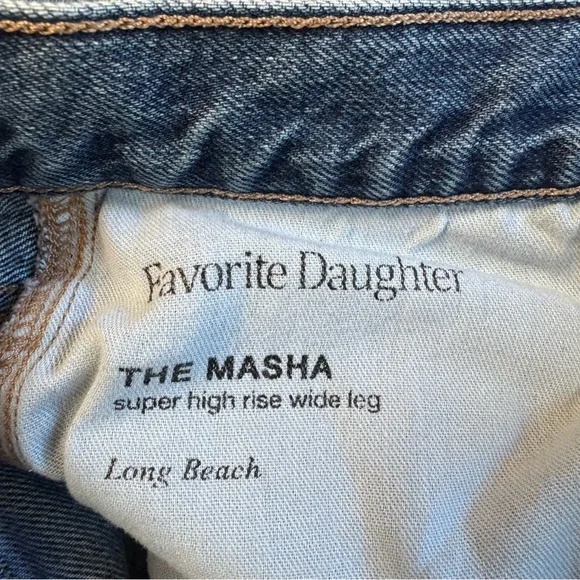 Favorite Daughter
THE MASHA
super high rise wide leg
Long Beach